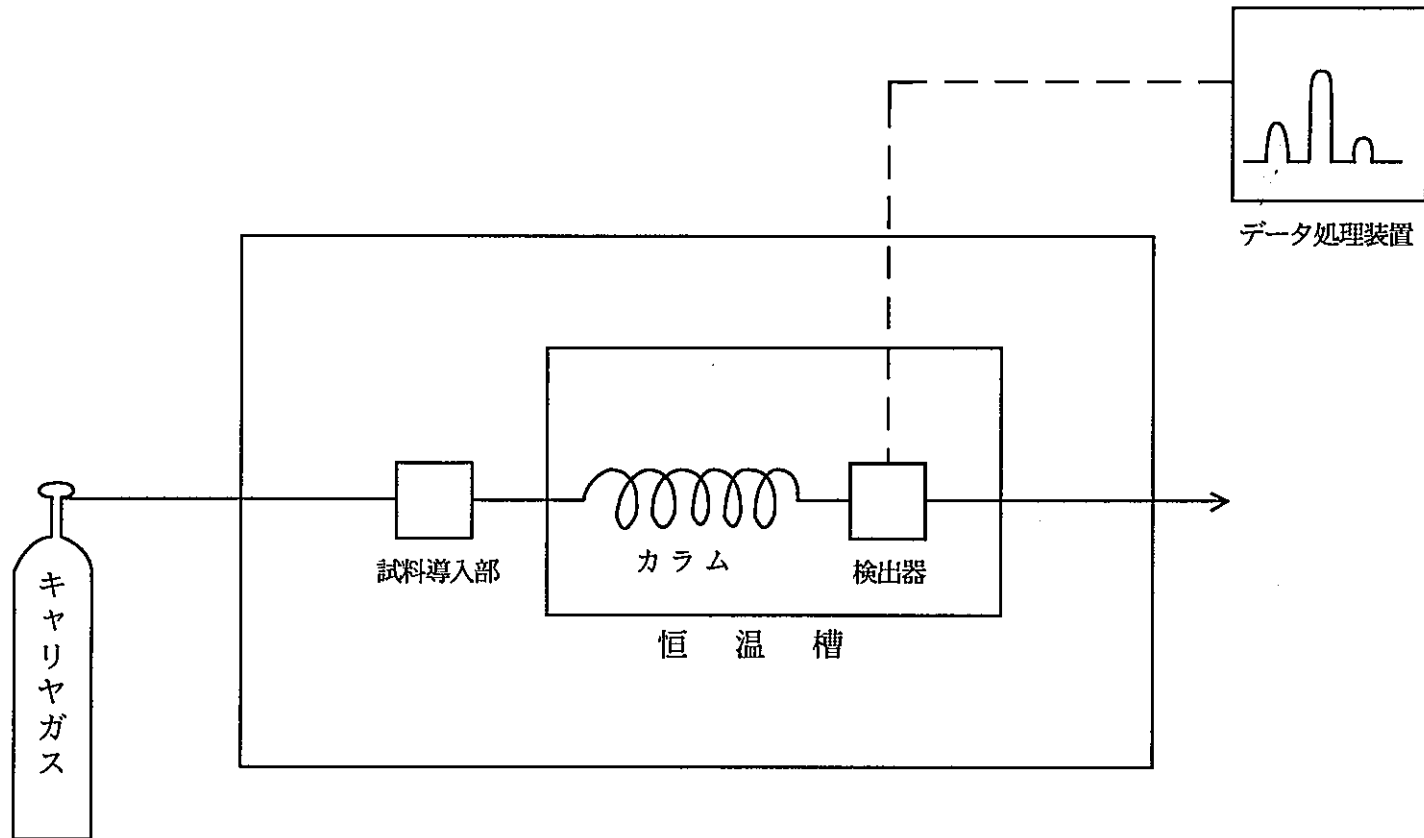 データ処理装置
試料導入部
カラム
検出器
恒温槽
キャリヤガス